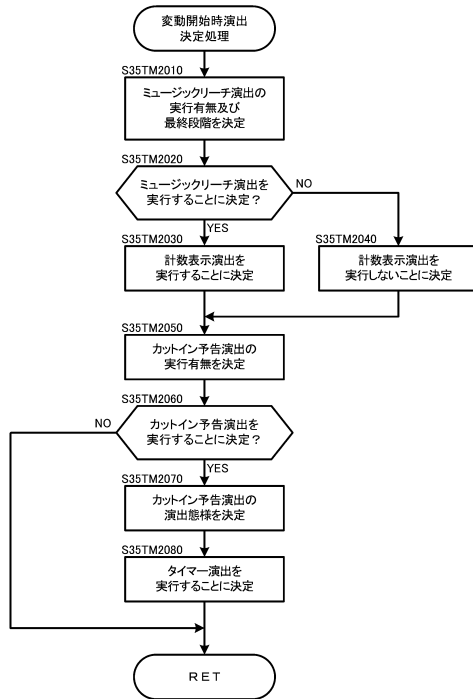 変動開始時演出
決定処理
S35TM2010
ミュージックリーチ演出の
実行有無及び
最終段階を決定
S35TM2020
ミュージックリーチ演出を
実行することに決定？
NO
YES
S35TM2030
計数表示演出を
実行することに決定
S35TM2040
計数表示演出を
実行しないことに決定
S35TM2050
カットイン予告演出の
実行有無を決定
S35TM2060
カットイン予告演出を
実行することに決定？
NO
YES
S35TM2070
カットイン予告演出の
演出態様を決定
S35TM2080
タイマー演出を
実行することに決定
ＲＥＴ